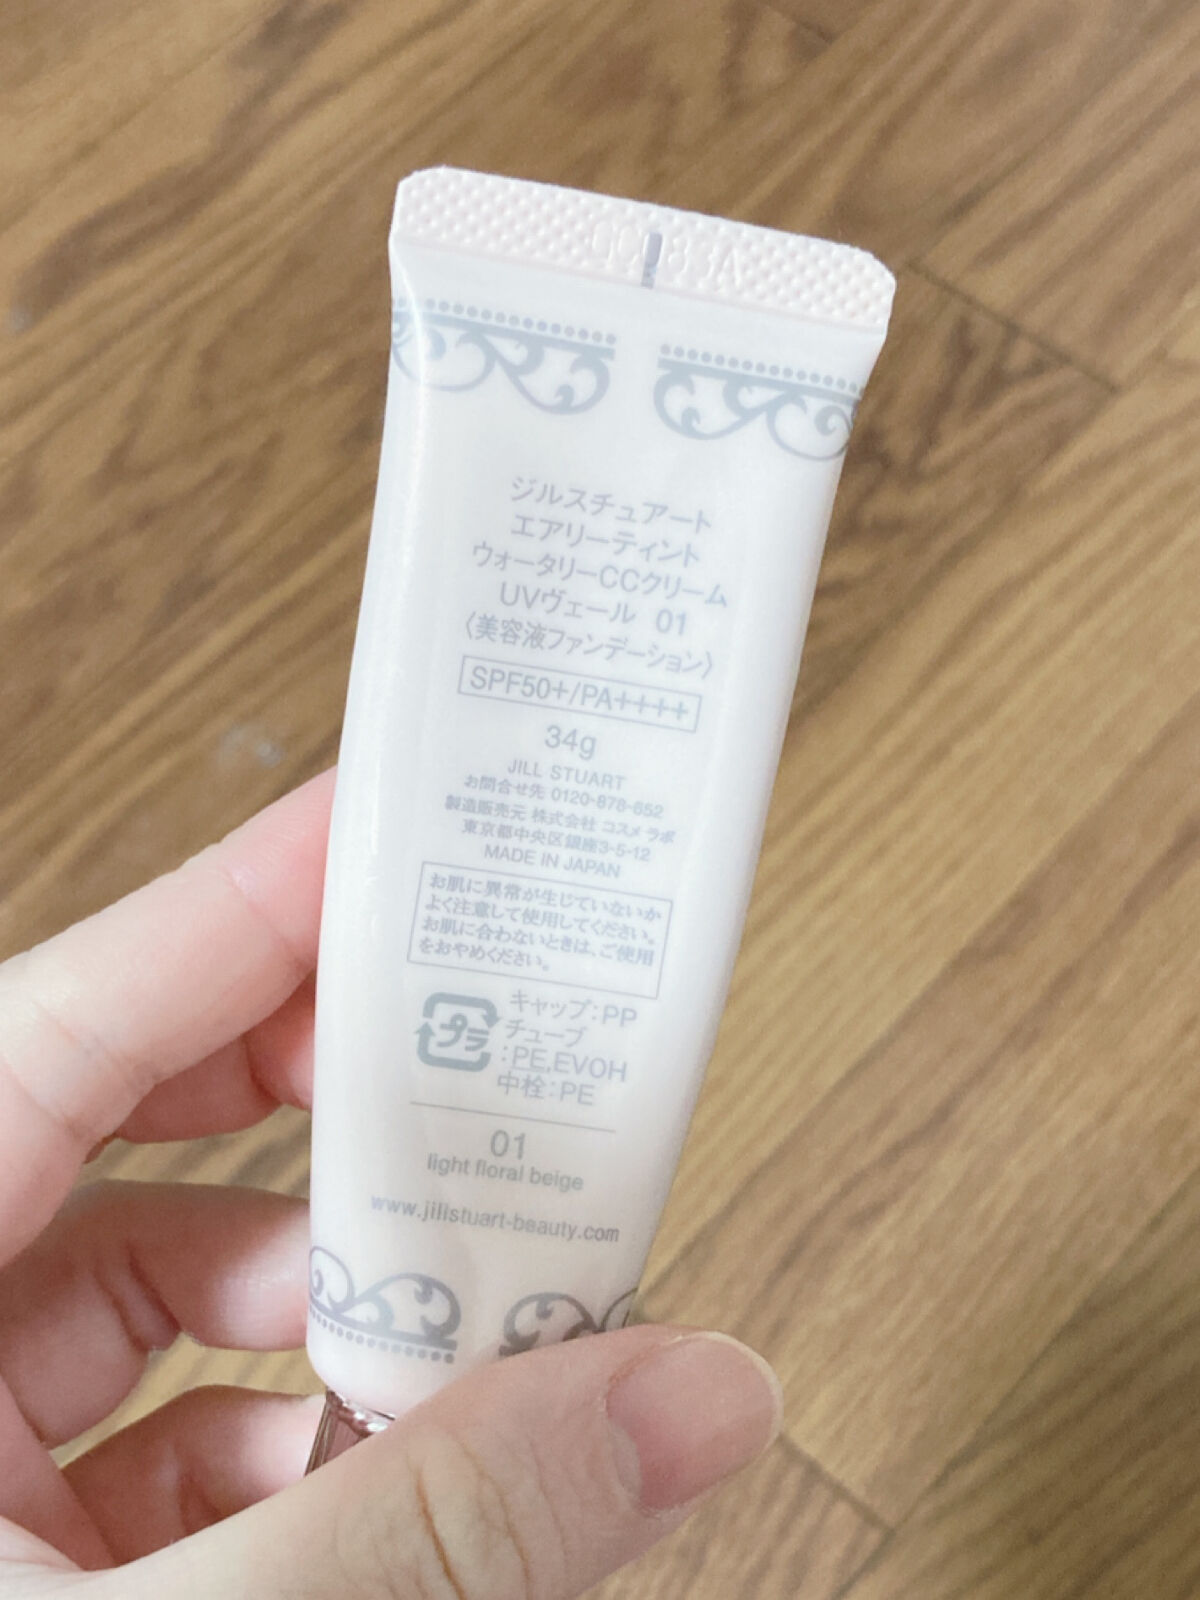 ジルスチュアート
エアリーティント
ウォータリーCCクリーム
UVヴェール 01
〈美容液ファンデーション〉
SPF50+/PA++++
34g
JILL STUART
お問合せ先 0120-878-652
製造販売元 株式会社 コスメ ラボ
東京都中央区銀座3-5-12
MADE IN JAPAN
お肌に異常が生じていないか
よく注意して使用してください。
お肌に合わないときは、ご使用
をおやめください。
プラ
キャップ:PP
チューブ
:PE,EVOH
中栓:PE
01
light floral beige
www.jillstuart-beauty.com